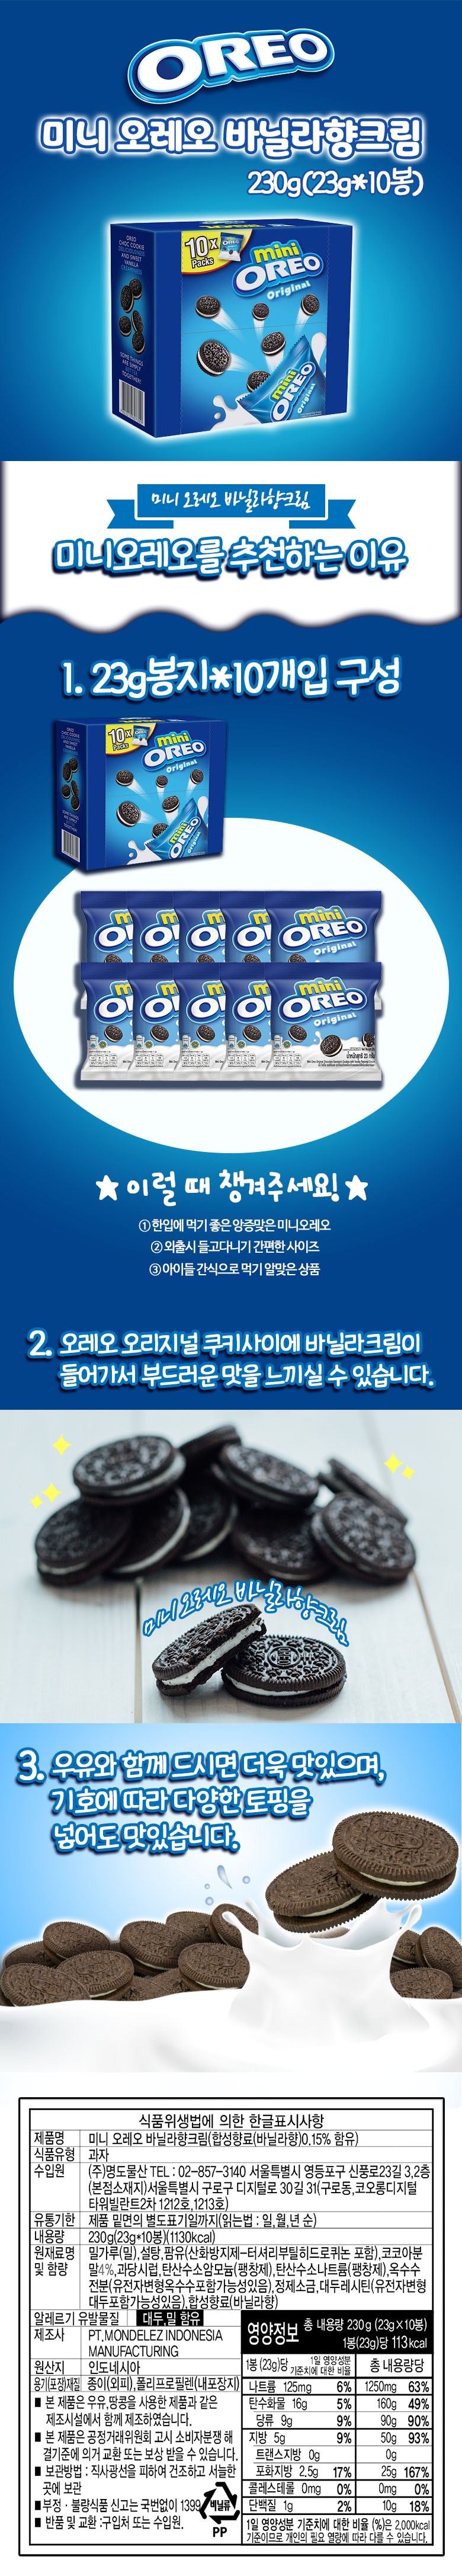 OREO
미니 오레오 바닐라향크림
230g(23g*10봉)
OREO
CHOC COOKIE
DELICIOUSNESS
AND SWEET
VANILLA
CREAMINESS
SOME THINGS
ARE SIMPLY
BETTER
TOGETHER!
10x
Packs
mini
OREO
Original
mini
OREO
Original
미니 오레오 바닐라향크림
미니오레오를 추천하는 이유
1. 23g봉지*10개입 구성
10x
Packs
mini
OREO
Original
mini
OREO
mini
OREO
Original
mini
OREO
Original
★ 이럴 때 챙겨주세요! ★
① 한입에 먹기 좋은 앙증맞은 미니오레오
② 외출시 들고다니기 간편한 사이즈
③ 아이들 간식으로 먹기 알맞은 상품
2. 오레오 오리지널 쿠키사이에 바닐라크림이
들어가서 부드러운 맛을 느끼실 수 있습니다.
미니 오레오 바닐라향크림
3. 우유와 함께 드시면 더욱 맛있으며,
기호에 따라 다양한 토핑을
넣어도 맛있습니다.
식품위생법에 의한 한글표시사항
제품명 미니 오레오 바닐라향크림(합성향료(바닐라향)0.15% 함유)
식품유형 과자
수입원 (주)명도물산 TEL : 02-857-3140 서울특별시 영등포구 신풍로23길 3,2층
(본점소재지)서울특별시 구로구 디지털로 30길 31(구로동,코오롱디지털
타워빌란트2차 1212호,1213호)
유통기한 제품 밑면의 별도표기일까지(읽는법 : 일,월,년 순)
내용량 230g(23g*10봉)(1130kcal)
원재료명 및 함량 밀가루(밀),설탕,팜유(산화방지제-터셔리부틸히드로퀴논 포함),코코아분
말4%,과당시럽,탄산수소암모늄(팽창제),탄산수소나트륨(팽창제),옥수수
전분(유전자변형옥수수포함가능성있음),정제소금,대두레시틴(유전자변형
대두포함가능성있음),합성향료(바닐라향)
알레르기 유발물질 대두,밀 함유
제조사 PT,MONDELEZ INDONESIA
MANUFACTURING
원산지 인도네시아
용기(포장)재질 종이(외피),폴리프로필렌(내포장지)
■ 본 제품은 우유,땅콩을 사용한 제품과 같은
제조시설에서 함께 제조하였습니다.
■ 본 제품은 공정거래위원회 고시 소비자분쟁 해
결기준에 의거 교환 또는 보상 받을 수 있습니다.
■ 보관방법 : 직사광선을 피하여 건조하고 서늘한
곳에 보관
■ 부정 · 불량식품 신고는 국번없이 1399
■ 반품 및 교환 :구입처 또는 수입원.
비닐류
PP
영양정보 총 내용량 230g (23g×10봉)
1봉(23g)당 113kcal
1봉 (23g)당 1일 영양성분 기준치에 대한 비율 총 내용량당
나트륨 125mg 6% 1250mg 63%
탄수화물 16g 5% 160g 49%
당류 9g 9% 90g 90%
지방 5g 9% 50g 93%
트랜스지방 0g 0g
포화지방 2.5g 17% 25g 167%
콜레스테롤 0mg 0% 0mg 0%
단백질 1g 2% 10g 18%
1일 영양성분 기준치에 대한 비율 (%)은 2,000kcal
기준이므로 개인의 필요 열량에 따라 다를 수 있습니다.